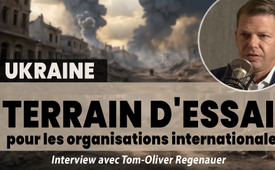 UKRAINE
TERRAIN D'ESSAI
pour les organisations internationale
Interview avec Tom-Oliver Regenauer